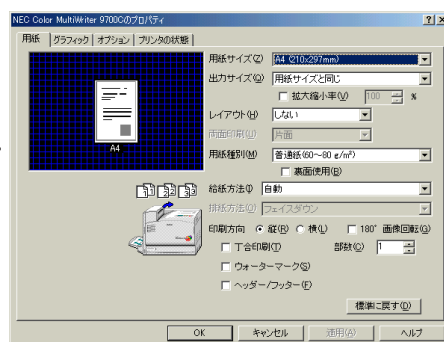 NEC Color MultiWriter 9700Cのプロパティ
用紙 グラフィック オプション プリンタの状態
用紙サイズ(Z) A4 (210x297mm)
出力サイズ(Q) 用紙サイズと同じ
拡大縮小率(V) 100 %
レイアウト(H) しない
両面印刷(U) 片面
用紙種別(M) 普通紙(60～80 g/m²)
裏面使用(B)
A4
給紙方法(I) 自動
排紙方法(O) フェイスダウン
印刷方向 縦(R) 横(L) 180° 画像回転(G)
丁合印刷(T) 部数(C) 1
ウォーターマーク(S)
ヘッダー/フッター(F)
標準に戻す(D)
OK キャンセル 適用(A) ヘルプ